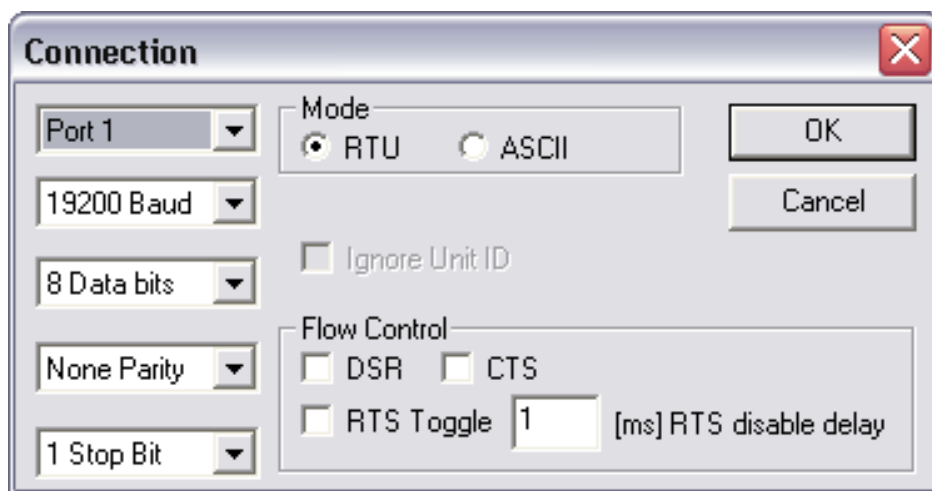 Connection
Port 1
19200 Baud
8 Data bits
None Parity
1 Stop Bit
Mode
RTU ASCII
Ignore Unit ID
Flow Control
DSR CTS
RTS Toggle 1 [ms] RTS disable delay
OK
Cancel